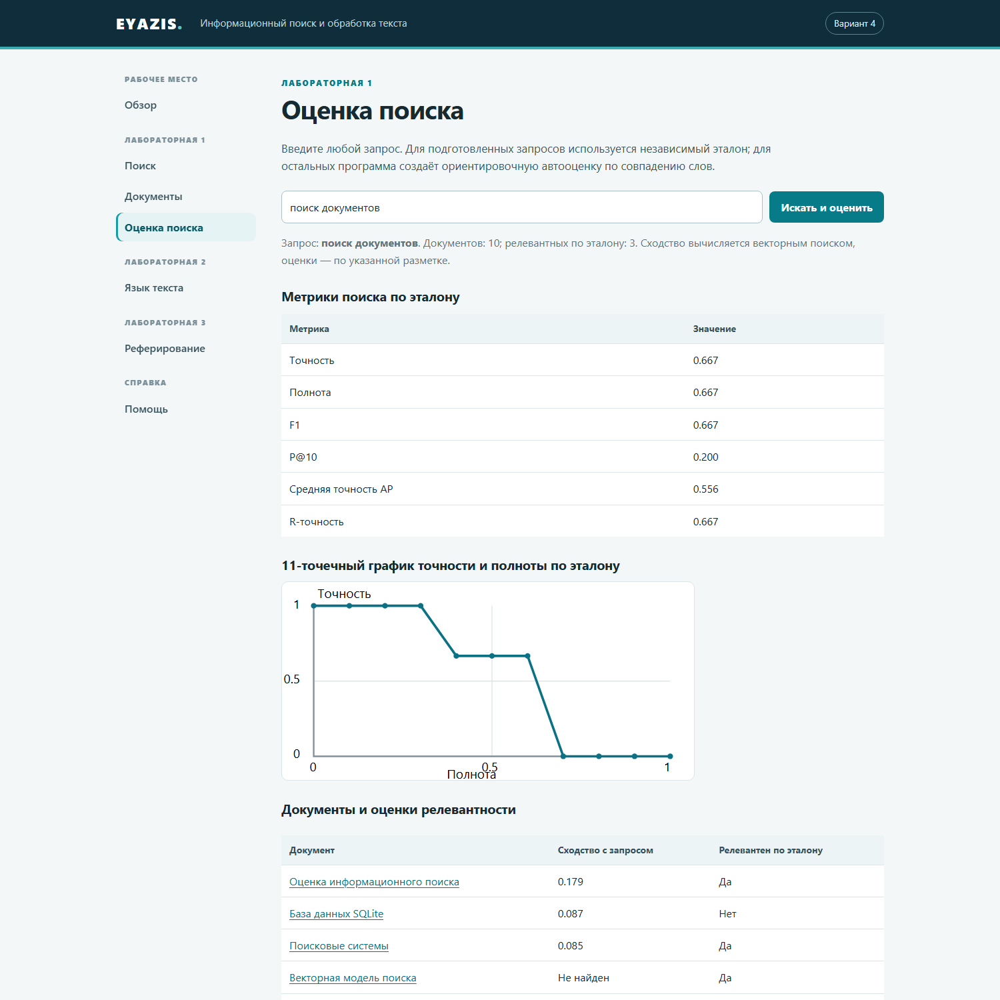 EYAZIS.
Информационный поиск и обработка текста
Вариант 4
РАБОЧЕЕ МЕСТО
Обзор
ЛАБОРАТОРНАЯ 1
Поиск
Документы
Оценка поиска
ЛАБОРАТОРНАЯ 2
Язык текста
ЛАБОРАТОРНАЯ 3
Реферирование
СПРАВКА
Помощь
ЛАБОРАТОРНАЯ 1
Оценка поиска
Введите любой запрос. Для подготовленных запросов используется независимый эталон; для
остальных программа создаёт ориентировочную автооценку по совпадению слов.
поиск документов
Искать и оценить
Запрос: поиск документов. Документов: 10; релевантных по эталону: 3. Сходство вычисляется векторным поиском,
оценки — по указанной разметке.
Метрики поиска по эталону
Метрика Значение
Точность 0.667
Полнота 0.667
F1 0.667
P@10 0.200
Средняя точность AP 0.556
R-точность 0.667
11-точечный график точности и полноты по эталону
Точность
1
0.5
0
0 0.5 1
Полнота
Документы и оценки релевантности
Документ Сходство с запросом Релевантен по эталону
Оценка информационного поиска 0.179 Да
База данных SQLite 0.087 Нет
Поисковые системы 0.085 Да
Векторная модель поиска Не найден Да